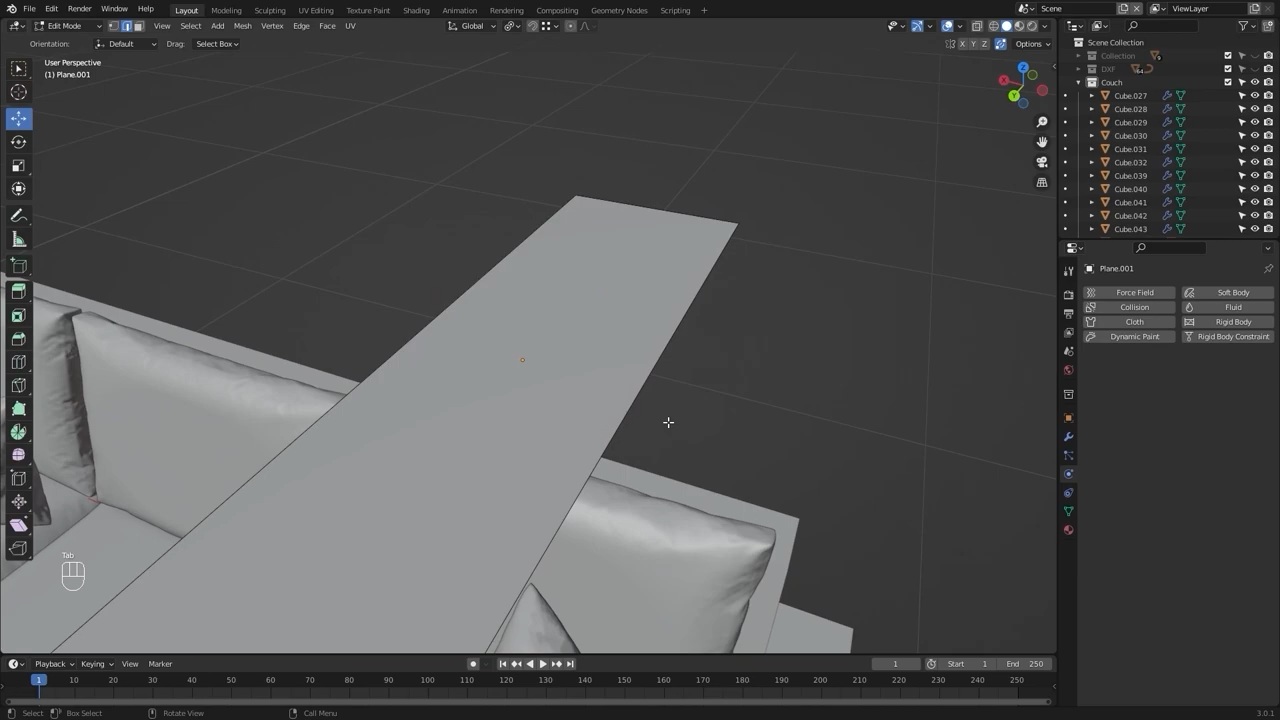 File Edit Render Window Help Layout Modeling Sculpting UV Editing Texture Paint Shading Animation Rendering Compositing Geometry Nodes Scripting Scene ViewLayer
Edit Mode View Select Add Mesh Vertex Edge Face UV Global
Orientation: Default Drag: Select Box X Y Z Options
User Perspective
(1) Plane.001
Scene Collection
Collection
DXF
Couch
Cube.027
Cube.028
Cube.029
Cube.030
Cube.031
Cube.032
Cube.039
Cube.040
Cube.041
Cube.042
Cube.043
Plane.001
Force Field Soft Body
Collision Fluid
Cloth Rigid Body
Dynamic Paint Rigid Body Constraint
Tab
Playback Keying View Marker 1 Start 1 End 250
1 10 20 30 40 50 60 70 80 90 100 110 120 130 140 150 160 170 180 190 200 210 220 230 240 250
Select Box Select Rotate View Call Menu 3.0.1